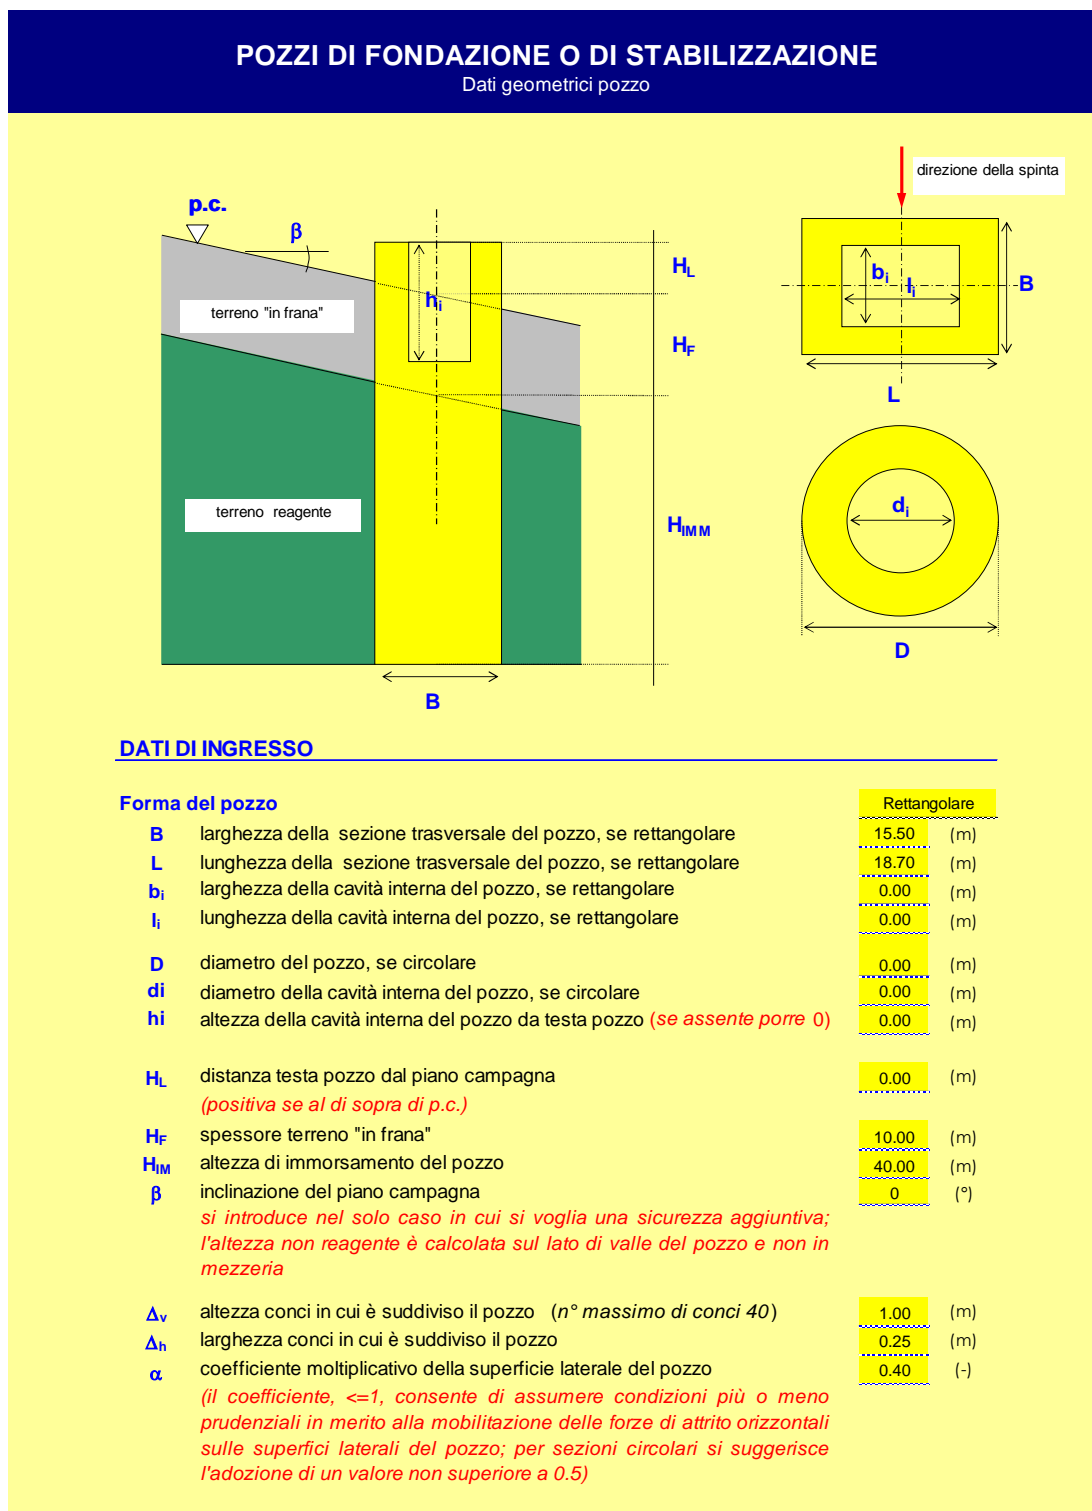 POZZI DI FONDAZIONE O DI STABILIZZAZIONE
Dati geometrici pozzo
direzione della spinta
p.c.
β
HL
bi
li
B
hi
terreno "in frana"
HF
L
di
terreno reagente
HIMM
D
B
DATI DI INGRESSO
Forma del pozzo Rettangolare
B larghezza della sezione trasversale del pozzo, se rettangolare 15.50 (m)
L lunghezza della sezione trasversale del pozzo, se rettangolare 18.70 (m)
bi larghezza della cavità interna del pozzo, se rettangolare 0.00 (m)
li lunghezza della cavità interna del pozzo, se rettangolare 0.00 (m)
D diametro del pozzo, se circolare 0.00 (m)
di diametro della cavità interna del pozzo, se circolare 0.00 (m)
hi altezza della cavità interna del pozzo da testa pozzo (se assente porre 0) 0.00 (m)
HL distanza testa pozzo dal piano campagna 0.00 (m)
(positiva se al di sopra di p.c.)
HF spessore terreno "in frana" 10.00 (m)
HIM altezza di immorsamento del pozzo 40.00 (m)
β inclinazione del piano campagna 0 (°)
si introduce nel solo caso in cui si voglia una sicurezza aggiuntiva;
l'altezza non reagente è calcolata sul lato di valle del pozzo e non in
mezzeria
Δv altezza conci in cui è suddiviso il pozzo (n° massimo di conci 40) 1.00 (m)
Δh larghezza conci in cui è suddiviso il pozzo 0.25 (m)
α coefficiente moltiplicativo della superficie laterale del pozzo 0.40 (-)
(il coefficiente, <=1, consente di assumere condizioni più o meno
prudenziali in merito alla mobilitazione delle forze di attrito orizzontali
sulle superfici laterali del pozzo; per sezioni circolari si suggerisce
l'adozione di un valore non superiore a 0.5)